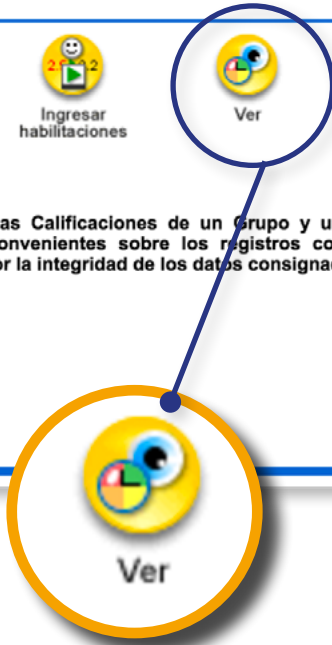 Ingresar
habilitaciones
Ver
as Calificaciones de un Grupo y u
onvenientes sobre los registros co
or la integridad de los datos consigna
Ver